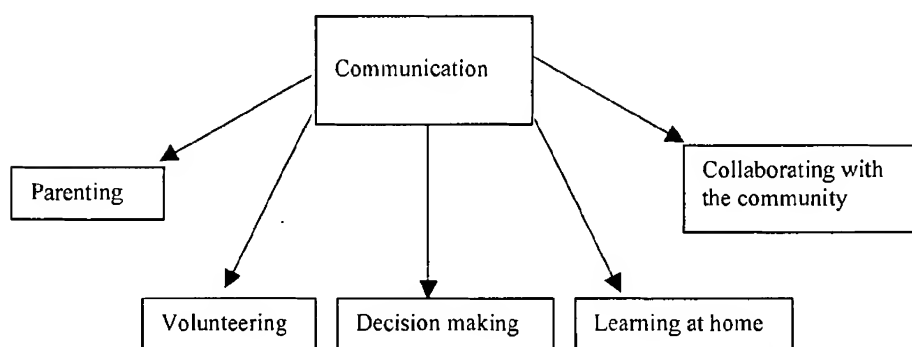 Communication
Parenting
Collaborating with
the community
Volunteering
Decision making
Learning at home